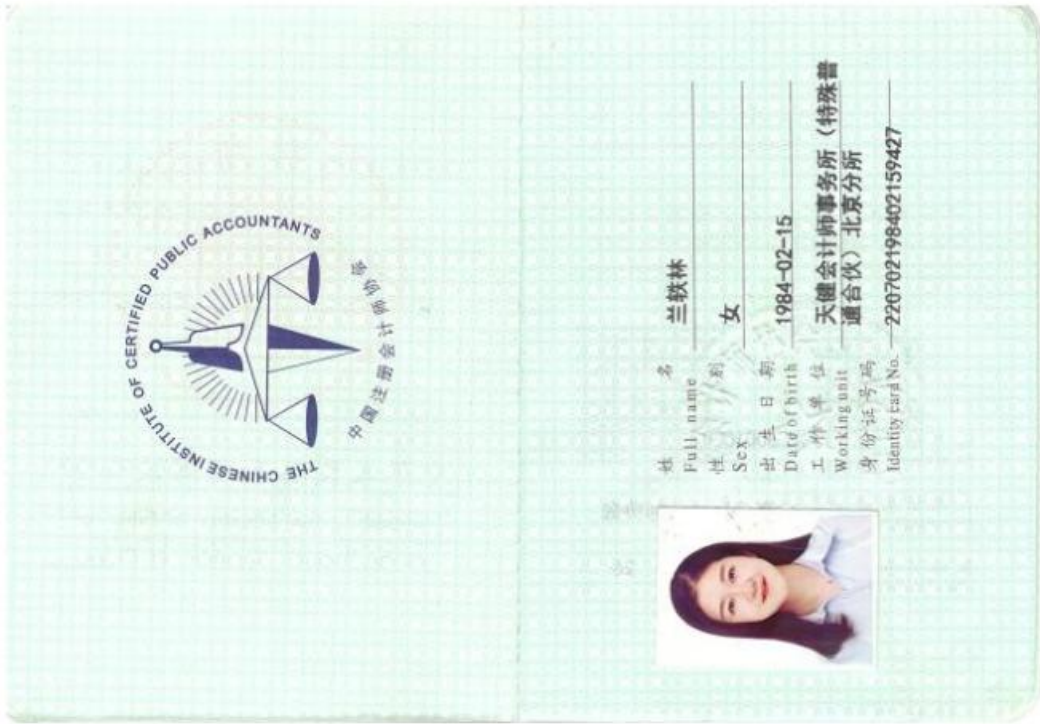 THE CHINESE INSTITUTE OF CERTIFIED PUBLIC ACCOUNTANTS
中国注册会计师协会
姓 名 兰轶林
Full name
性 别 女
Sex
出 生 日 期 1984-02-15
Date of birth
工 作 单 位 天健会计师事务所（特殊普
Working unit 通合伙）北京分所
身份证号码
Identity card No. 220702198402159427